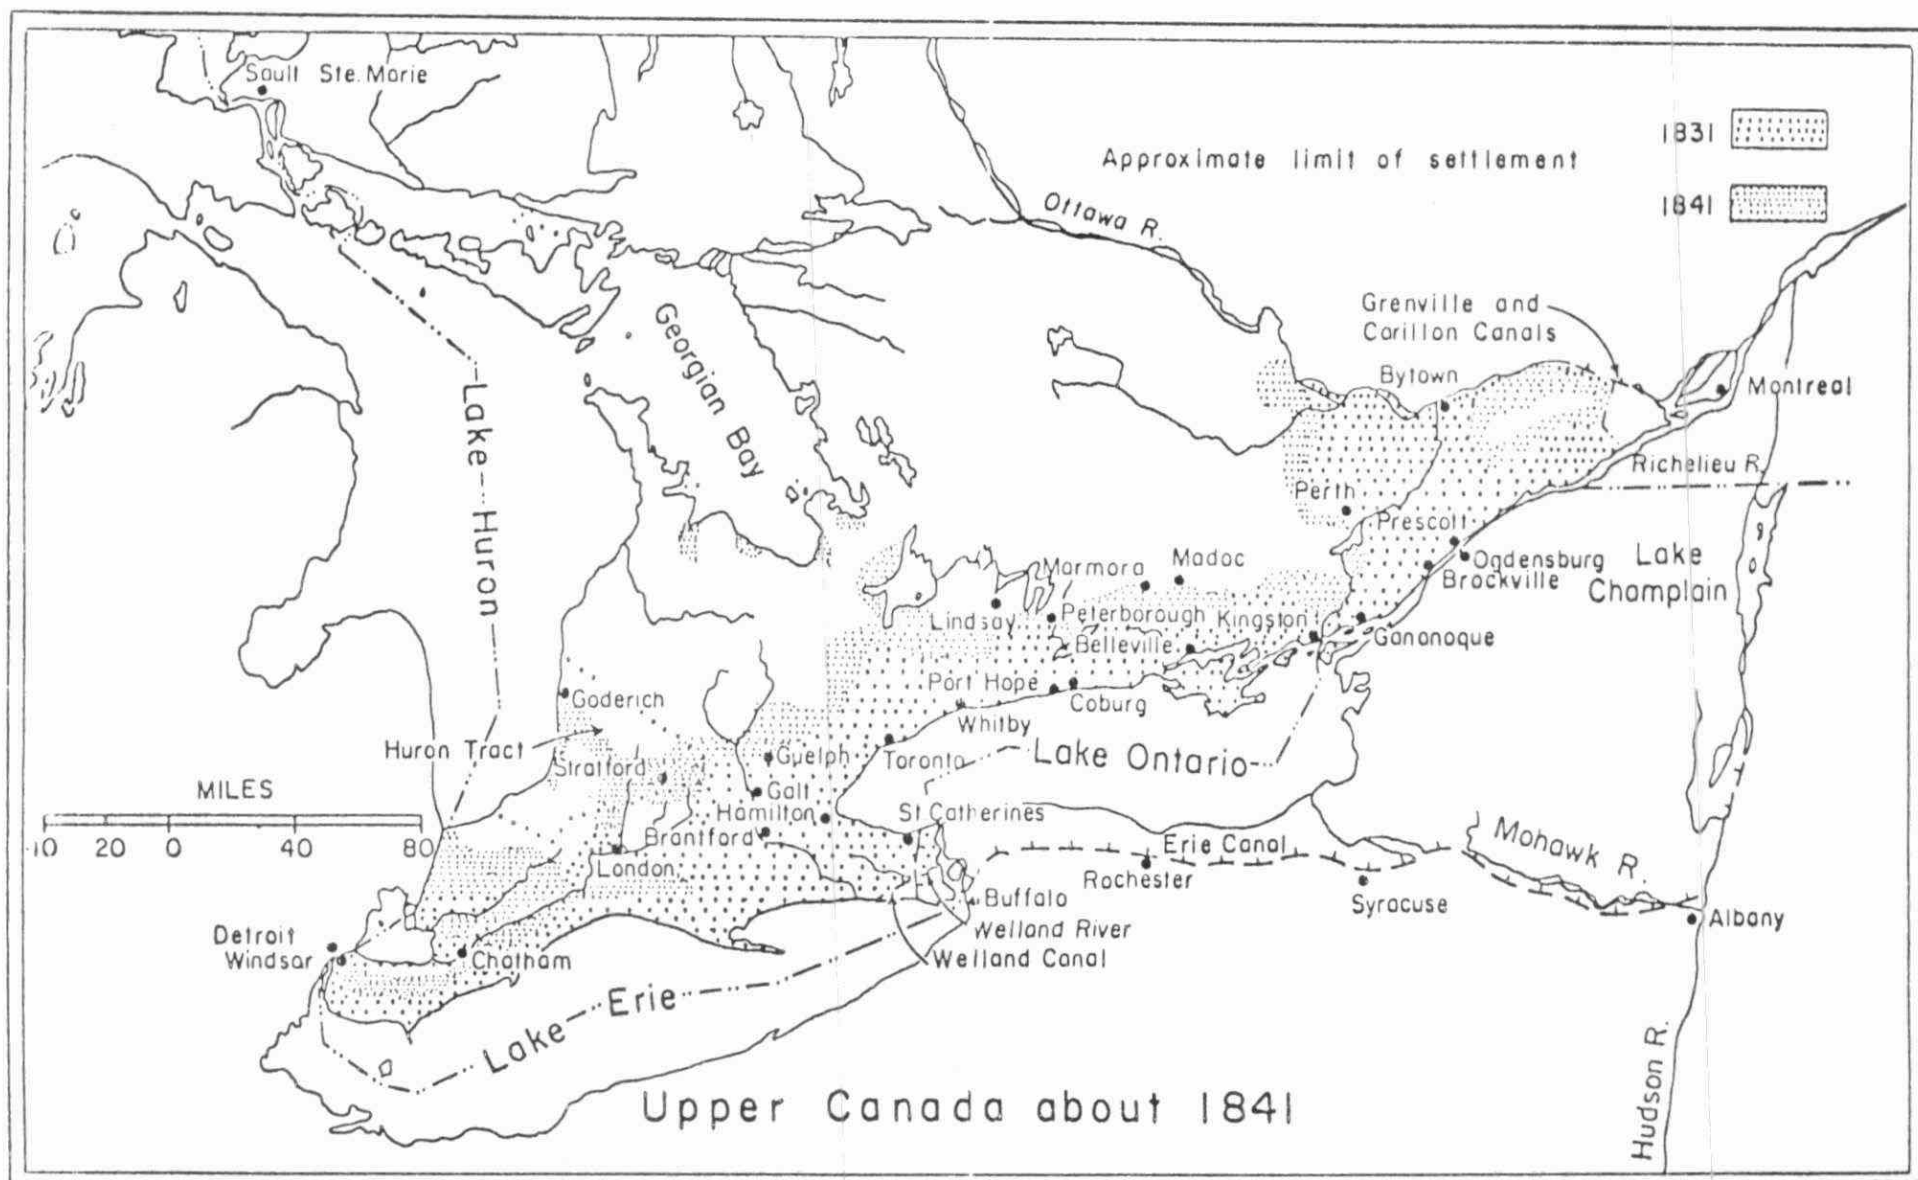 Sault Ste. Marie
1831
Approximate limit of settlement
1841
Ottawa R.
Grenville and
Carillon Canals
Georgian Bay
Bytown
Montreal
Lake Huron
Richelieu R.
Perth
Prescott
Ogdensburg
Brockville
Lake
Champlain
Marmora
Madoc
Lindsay
Peterborough
Kingston
Gananoque
Belleville
Port Hope
Coburg
Whitby
Goderich
Huron Tract
Stratford
Guelph
Toronto
Lake Ontario
MILES
Galt
Hamilton
St Catherines
Brantford
10 20 0 40 80
London
Erie Canal
Rochester
Mohawk R.
Syracuse
Buffalo
Albany
Welland River
Welland Canal
Detroit
Windsor
Chatham
Lake Erie
Upper Canada about 1841
Hudson R.